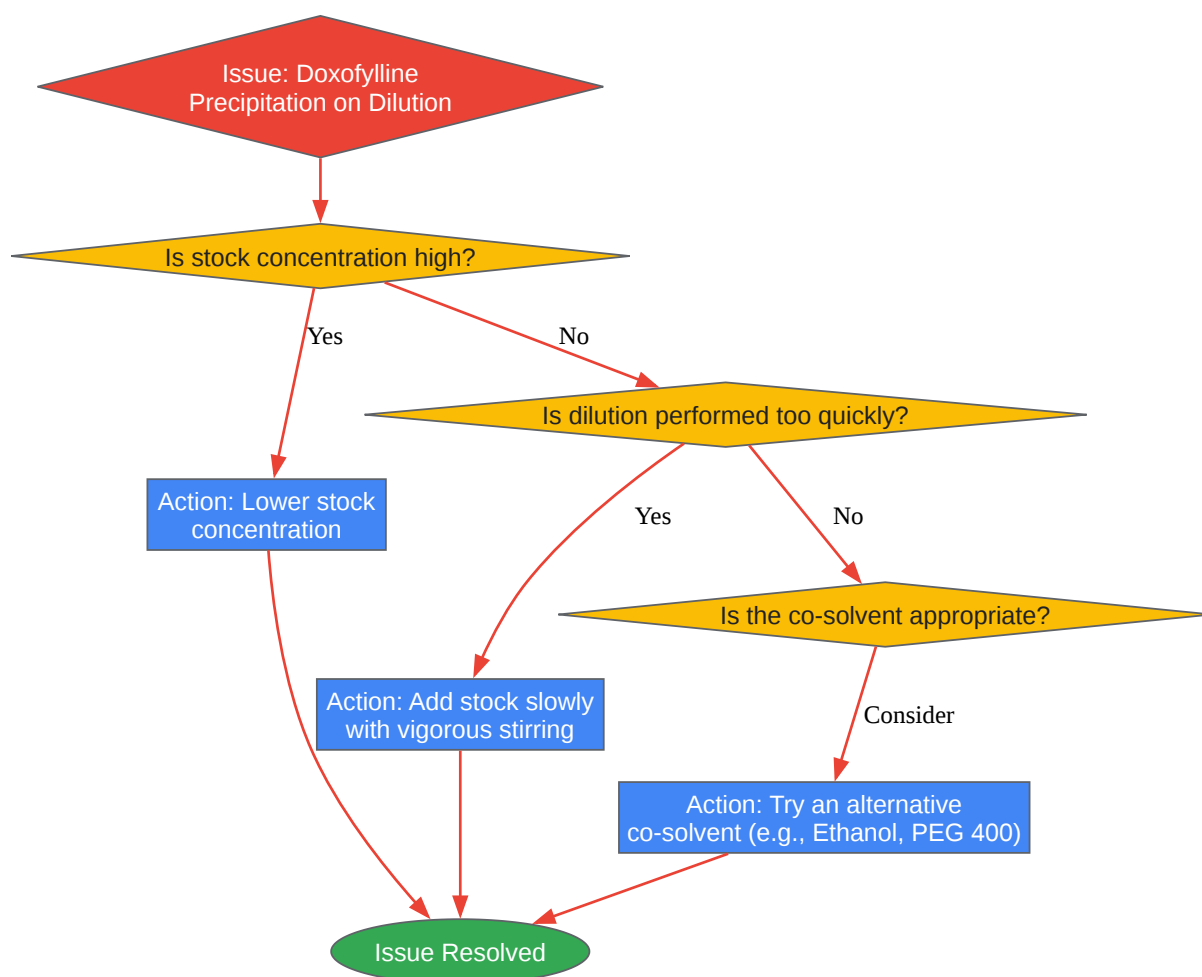 Issue: Doxofylline
Precipitation on Dilution
Is stock concentration high?
Yes
No
Is dilution performed too quickly?
Action: Lower stock
concentration
Yes
No
Is the co-solvent appropriate?
Action: Add stock slowly
with vigorous stirring
Consider
Action: Try an alternative
co-solvent (e.g., Ethanol, PEG 400)
Issue Resolved